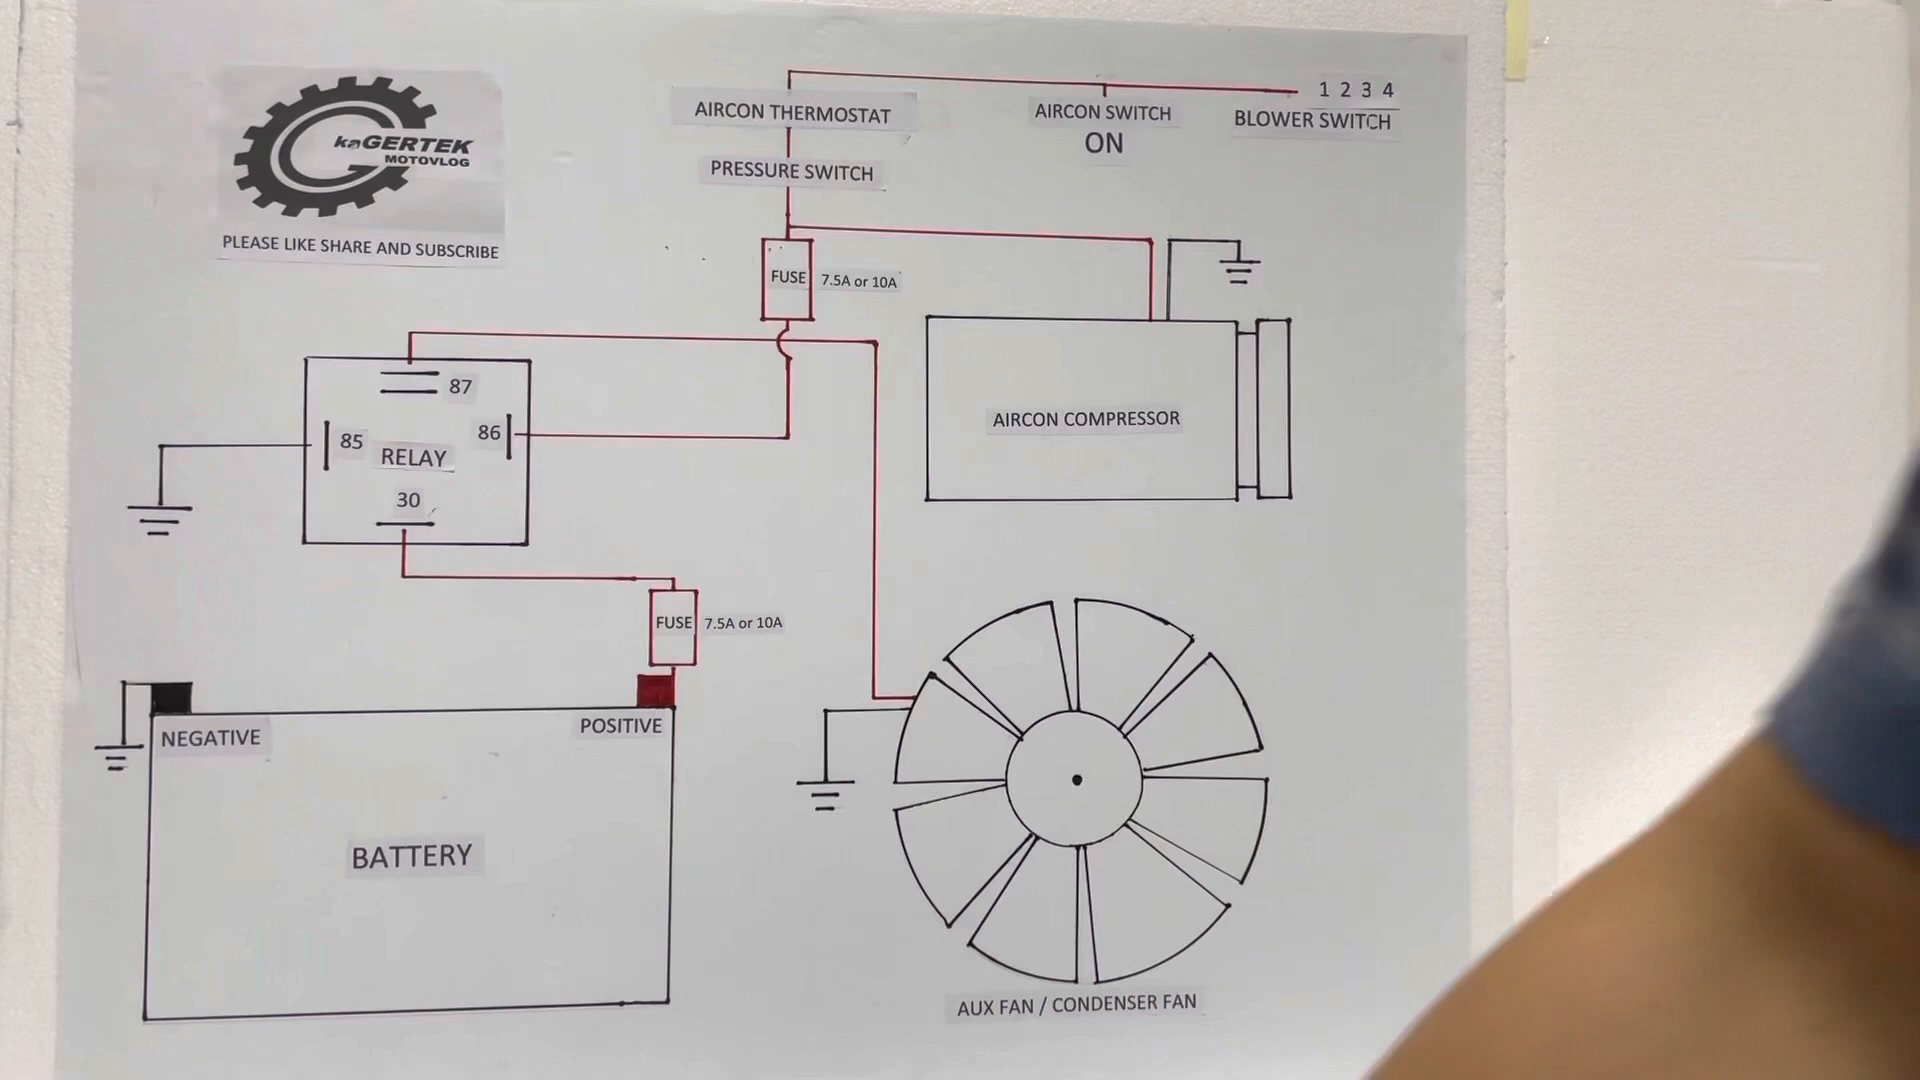 kaGERTEK
MOTOVLOG
PLEASE LIKE SHARE AND SUBSCRIBE
AIRCON THERMOSTAT
AIRCON SWITCH
ON
1 2 3 4
BLOWER SWITCH
PRESSURE SWITCH
FUSE
7.5A or 10A
87
85
86
RELAY
30
AIRCON COMPRESSOR
FUSE
7.5A or 10A
NEGATIVE
POSITIVE
BATTERY
AUX FAN / CONDENSER FAN